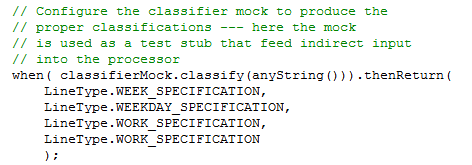 // Configure the classifier mock to produce the
// proper classifications --- here the mock
// is used as a test stub that feed indirect input
// into the processor
when( classifierMock.classify(anyString())).thenReturn(
    LineType.WEEK_SPECIFICATION,
    LineType.WEEKDAY_SPECIFICATION,
    LineType.WORK_SPECIFICATION,
    LineType.WORK_SPECIFICATION
    );